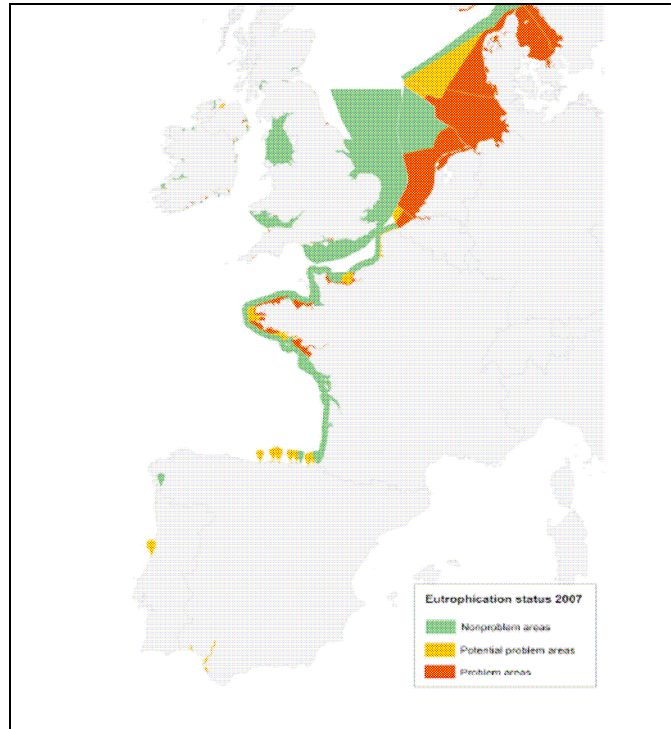 Eutrophication status 2007
Nonproblem areas
Potential problem areas
Problem areas